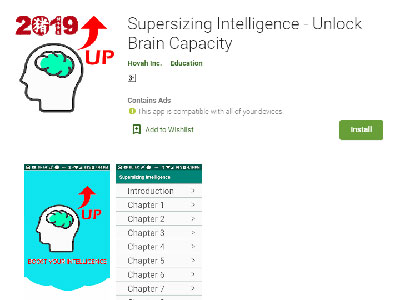 2019
UP
Supersizing Intelligence - Unlock
Brain Capacity
Hovah Inc. Education
3+
Contains Ads
This app is compatible with all of your devices.
Add to Wishlist
Install
UP
BOOST YOUR INTELLIGENCE
Supersizing Intelligence
Introduction >
Chapter 1 >
Chapter 2 >
Chapter 3 >
Chapter 4 >
Chapter 5 >
Chapter 6 >
Chapter 7 >